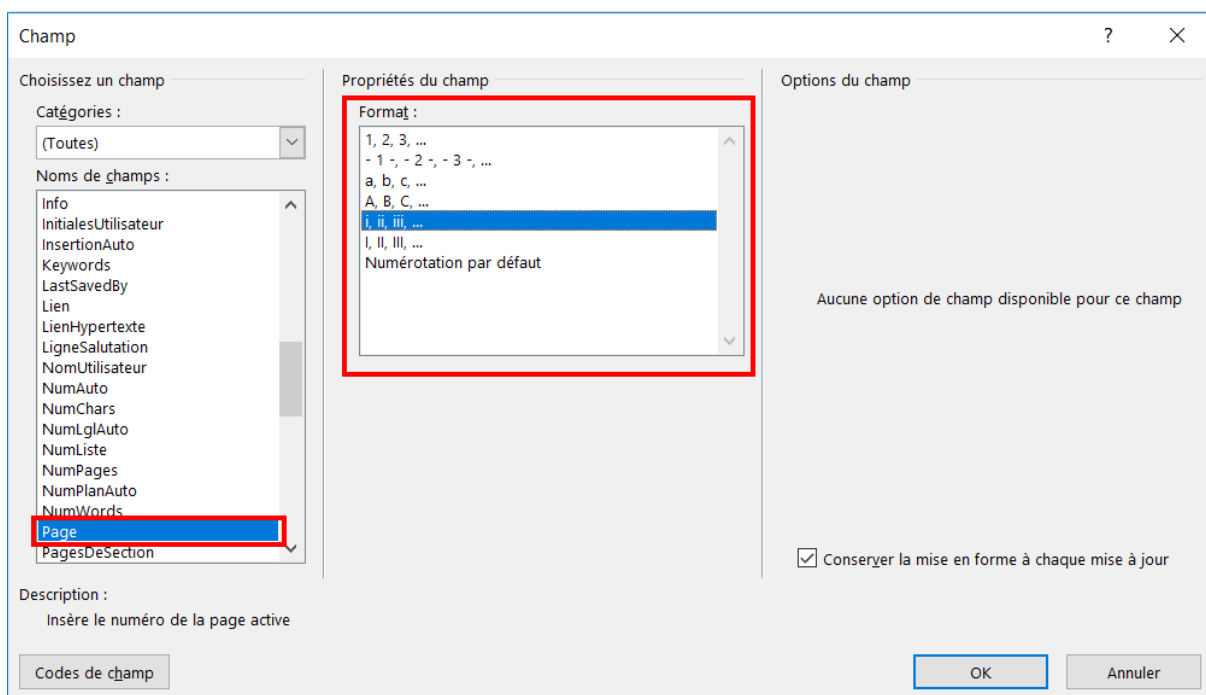 Champ
?
Choisissez un champ
Catégories :
(Toutes)
Noms de champs :
Info
InitialesUtilisateur
InsertionAuto
Keywords
LastSavedBy
Lien
LienHypertexte
LigneSalutation
NomUtilisateur
NumAuto
NumChars
NumLglAuto
NumListe
NumPages
NumPlanAuto
NumWords
Page
PagesDeSection
Propriétés du champ
Format :
1, 2, 3, ...
- 1 -, - 2 -, - 3 -, ...
a, b, c, ...
A, B, C, ...
i, ii, iii, ...
I, II, III, ...
Numérotation par défaut
Options du champ
Aucune option de champ disponible pour ce champ
Conserver la mise en forme à chaque mise à jour
Description :
Insère le numéro de la page active
Codes de champ
OK
Annuler